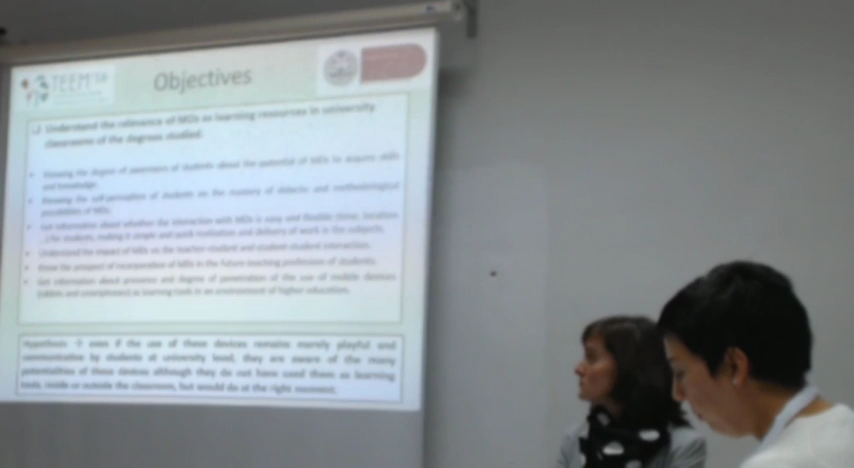 TEEM'18
Objectives
Understand the relevance of MDs as learning resources in university
classrooms of the degrees studied.
Knowing the degree of awareness of students about the potential of MDs to acquire skills
and knowledge.
Knowing the self-perception of students on the mastery of didactic and methodological
possibilities of MDs.
Get information about whether the interaction with MDs is easy and flexible (time, location
...) for students, making it simple and quick realization and delivery of work in the subjects.
Understand the impact of MDs on the teacher-student and student-student interaction.
Know the prospect of incorporation of MDs in the future teaching profession of students.
Get information about presence and degree of penetration of the use of mobile devices
(tablets and smartphones) as learning tools in an environment of higher education.
Hypothesis → even if the use of these devices remains merely playful and
communicative by students at university level, they are aware of the many
potentialities of these devices although they do not have used them as learning
tools, inside or outside the classroom, but would do at the right moment.